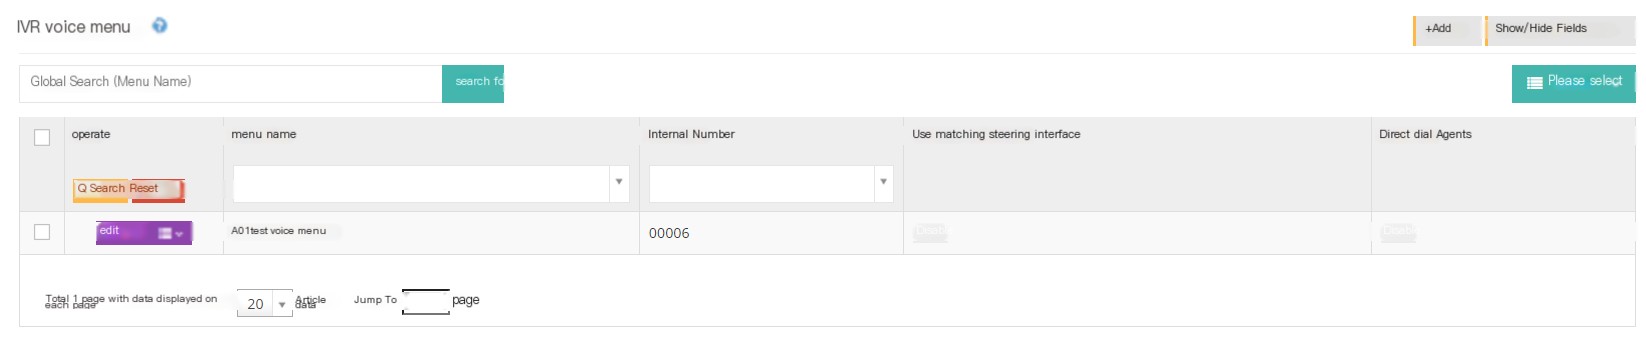 IVR voice menu
+Add
Show/Hide Fields
Global Search (Menu Name)
search fo
Please select
operate
menu name
Internal Number
Use matching steering interface
Direct dial Agents
Q Search Reset
edit
A01test voice menu
00006
Total 1 page with data displayed on
each page
20
Article
data
Jump To
page